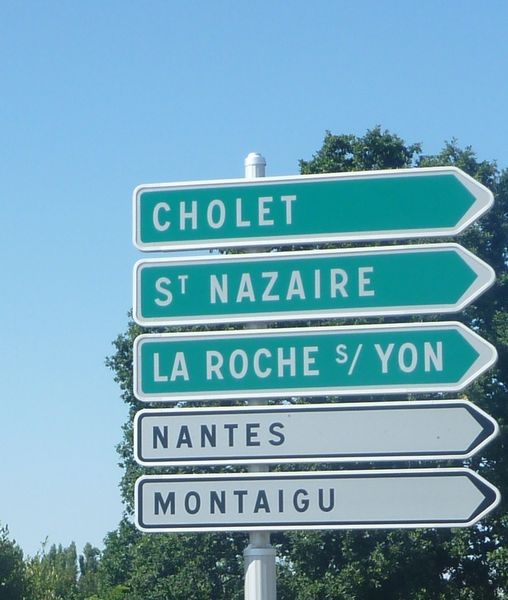 CHOLET
ST NAZAIRE
LA ROCHE S/ YON
NANTES
MONTAIGU